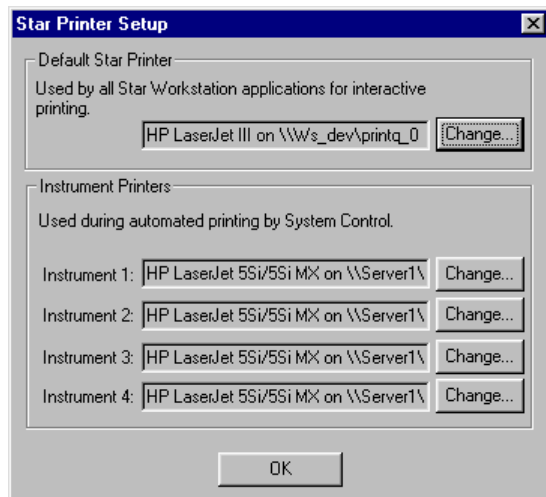 Star Printer Setup
Default Star Printer
Used by all Star Workstation applications for interactive
printing.
HP LaserJet III on \\Ws_dev\printq_0 Change...
Instrument Printers
Used during automated printing by System Control.
Instrument 1: HP LaserJet 5Si/5Si MX on \\Server1\ Change...
Instrument 2: HP LaserJet 5Si/5Si MX on \\Server1\ Change...
Instrument 3: HP LaserJet 5Si/5Si MX on \\Server1\ Change...
Instrument 4: HP LaserJet 5Si/5Si MX on \\Server1\ Change...
OK